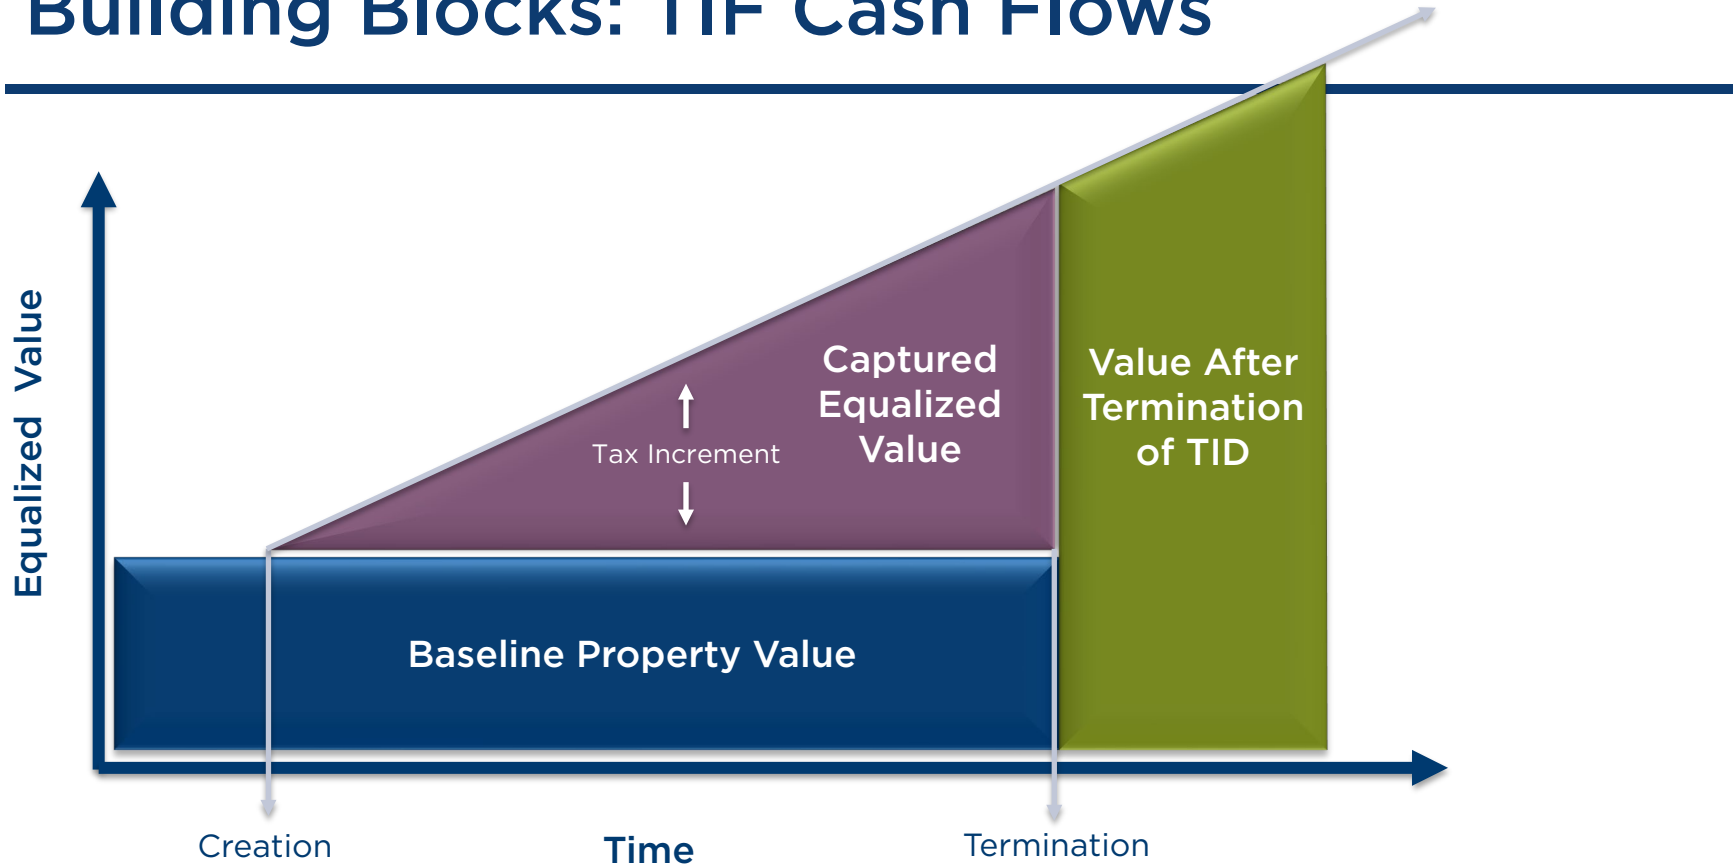 Building Blocks: TIF Cash Flows
Equalized Value
Captured
Equalized
Value
Tax Increment
Value After
Termination
of TID
Baseline Property Value
Creation
Time
Termination